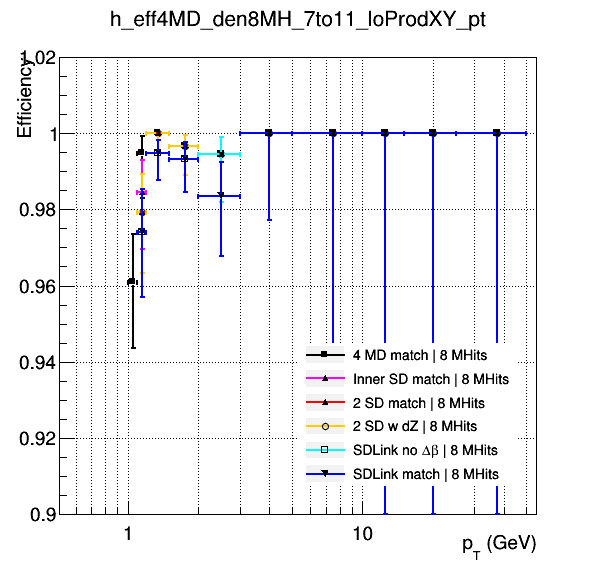 h_eff4MD_den8MH_7to11_loProdXY_pt
Efficiency
1.02
1
0.98
0.96
0.94
0.92
0.9
4 MD match | 8 MHits
Inner SD match | 8 MHits
2 SD match | 8 MHits
2 SD w dZ | 8 MHits
SDLink no Δβ | 8 MHits
SDLink match | 8 MHits
1
10
p_T (GeV)